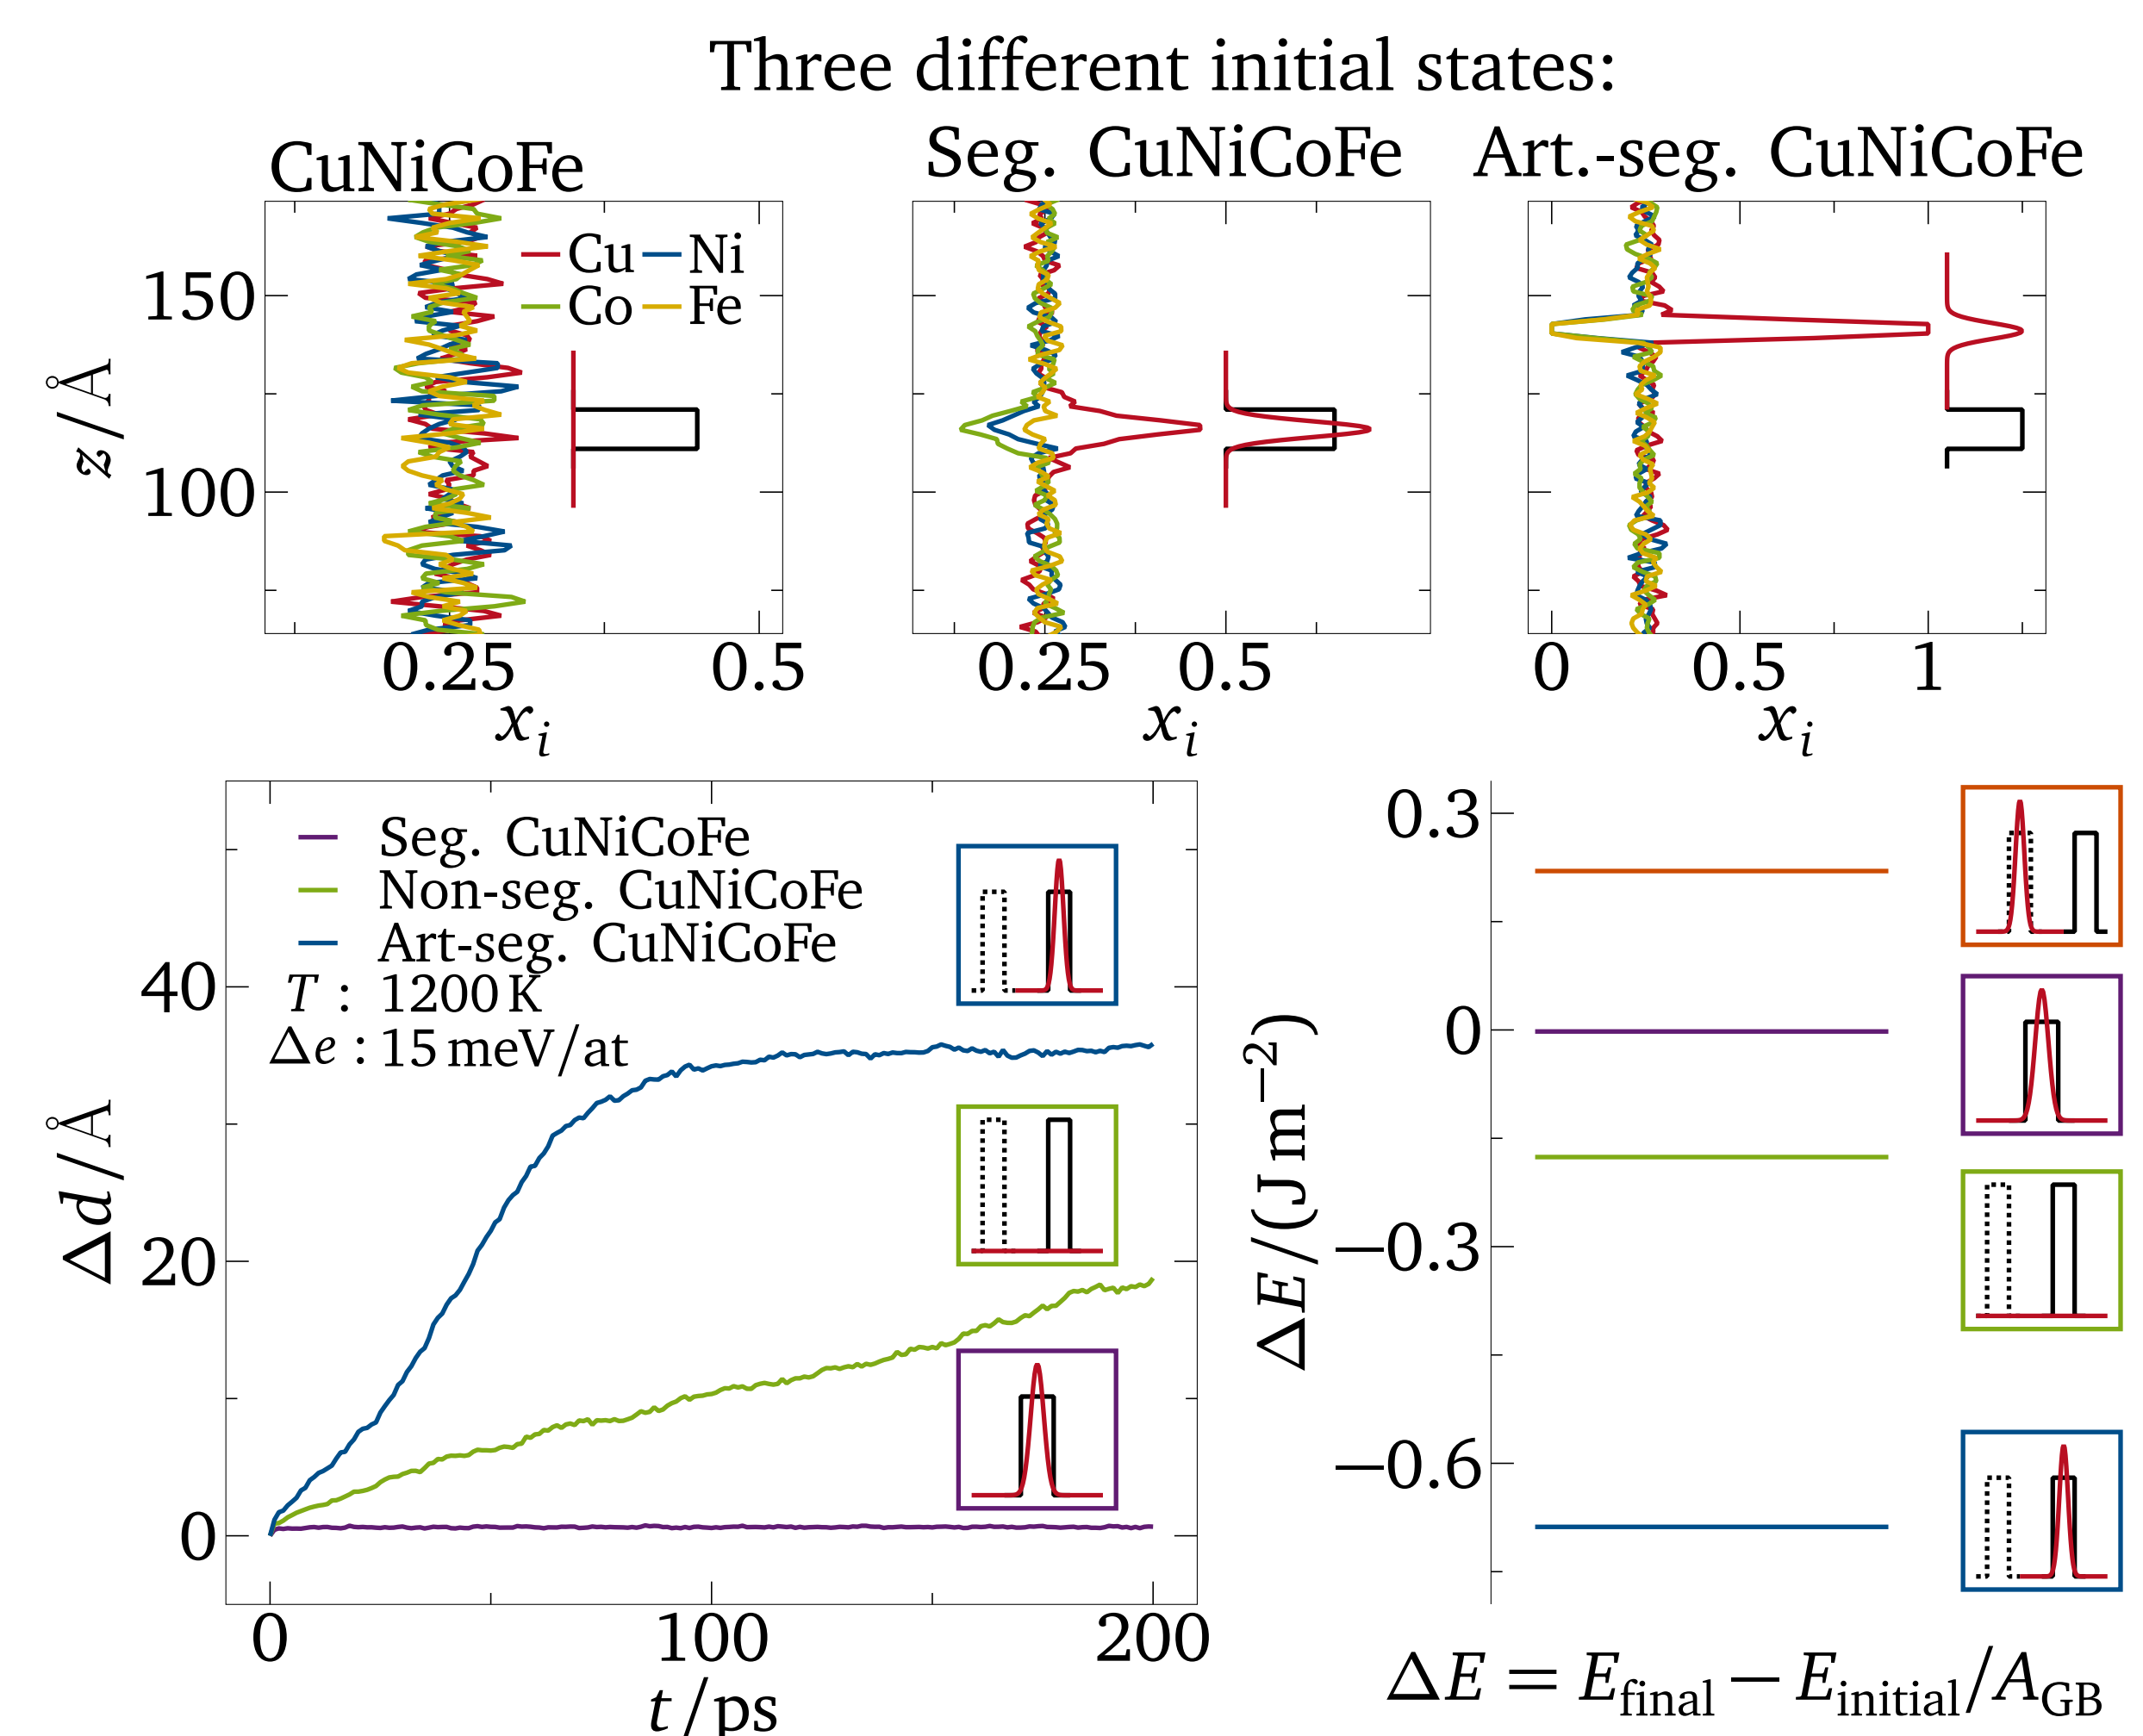 Three different initial states:
CuNiCoFe
Seg. CuNiCoFe
Art.-seg. CuNiCoFe
Cu
Ni
Co
Fe
150
100
z/Å
0.25
0.5
x_i
0.25
0.5
x_i
0
0.5
1
x_i
Seg. CuNiCoFe
Non-seg. CuNiCoFe
Art-seg. CuNiCoFe
T : 1200 K
Δe : 15 meV/at
40
20
0
Δd/Å
0
100
200
t/ps
0.3
0
−0.3
−0.6
ΔE/(J m⁻²)
ΔE = E_final − E_initial/A_GB